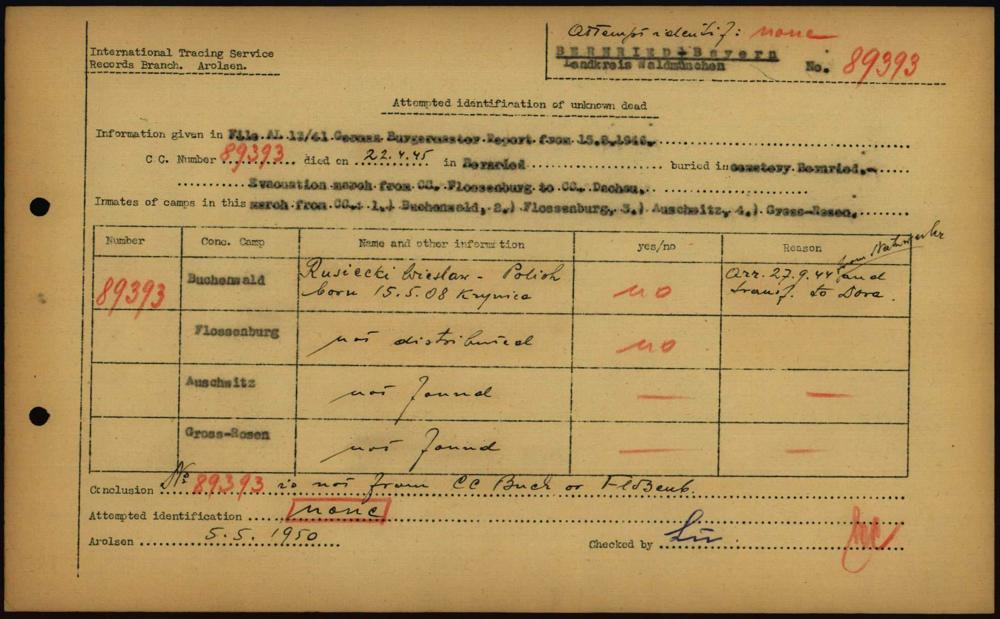 Attempt identif: none
International Tracing Service
Records Branch. Arolsen.
BERNRIED-Bayern
Landkreis Waldmünchen
No. 89393
Attempted identification of unknown dead
Information given in File AL 12/41 German Burgermaster Report from 15.8.1946.
C.C. Number 89393 died on 22.4.45 in Bernried buried in cemetery Bernried.-
Evacuation march from CC. Flossenburg to CC. Dachau.
Inmates of camps in this march from CC.: 1.) Buchenwald, 2.) Flossenburg, 3.) Auschwitz, 4.) Gross-Rosen.
Number Conc. Camp Name and other information yes/no Reason
89393 Buchenwald Rusiecki Wieslaw - Polish born 15.5.08 Krynica no Arr. 27.9.44 from and transf. to Dora.
Flossenburg not distributed no
Auschwitz not found — —
Gross-Rosen not found — —
Conclusion No 89393 is not from CC Buch or Floßenb.
Attempted identification none
Arolsen 5.5.1950
Checked by